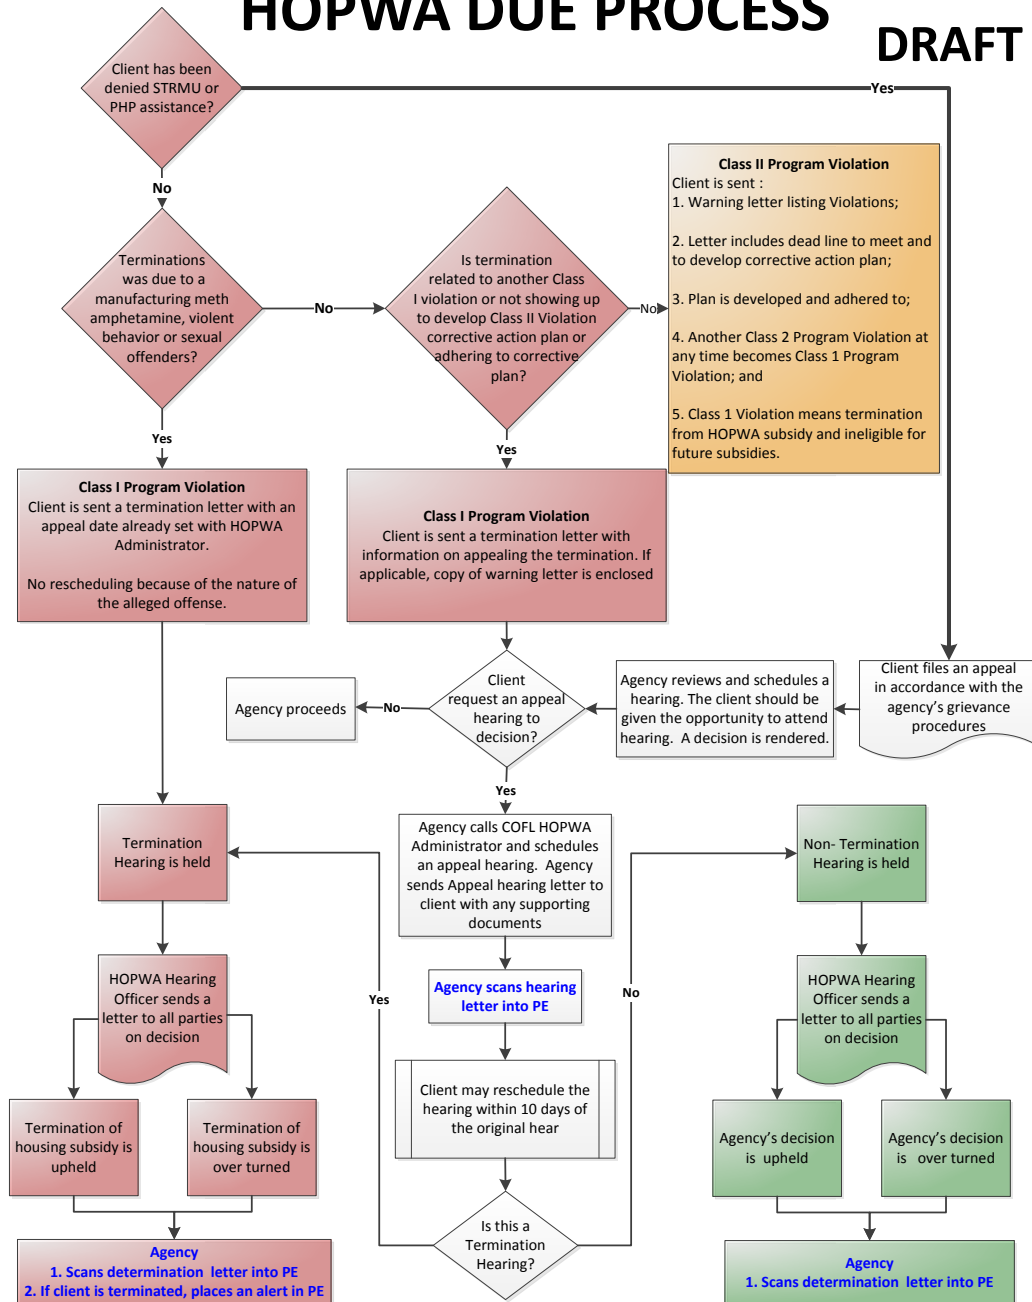 HOPWA DUE PROCESS
DRAFT
Client has been
denied STRMU or
PHP assistance?
Yes
No
Terminations
was due to a
manufacturing meth
amphetamine, violent
behavior or sexual
offenders?
No
Is termination
related to another Class
I violation or not showing up
to develop Class II Violation
corrective action plan or
adhering to corrective
plan?
No
Class II Program Violation
Client is sent :
1. Warning letter listing Violations;
2. Letter includes dead line to meet and
to develop corrective action plan;
3. Plan is developed and adhered to;
4. Another Class 2 Program Violation at
any time becomes Class 1 Program
Violation; and
5. Class 1 Violation means termination
from HOPWA subsidy and ineligible for
future subsidies.
Yes
Yes
Class I Program Violation
Client is sent a termination letter with an
appeal date already set with HOPWA
Administrator.
No rescheduling because of the nature of
the alleged offense.
Class I Program Violation
Client is sent a termination letter with
information on appealing the termination. If
applicable, copy of warning letter is enclosed
Agency proceeds
No
Client
request an appeal
hearing to
decision?
Agency reviews and schedules a
hearing. The client should be
given the opportunity to attend
hearing. A decision is rendered.
Client files an appeal
in accordance with the
agency's grievance
procedures
Yes
Termination
Hearing is held
Agency calls COFL HOPWA
Administrator and schedules
an appeal hearing. Agency
sends Appeal hearing letter to
client with any supporting
documents
Non- Termination
Hearing is held
HOPWA Hearing
Officer sends a
letter to all parties
on decision
Yes
Agency scans hearing
letter into PE
No
HOPWA Hearing
Officer sends a
letter to all parties
on decision
Client may reschedule the
hearing within 10 days of
the original hear
Termination of
housing subsidy is
upheld
Termination of
housing subsidy is
over turned
Agency's decision
is upheld
Agency's decision
is over turned
Is this a
Termination
Hearing?
Agency
1. Scans determination letter into PE
2. If client is terminated, places an alert in PE
Agency
1. Scans determination letter into PE